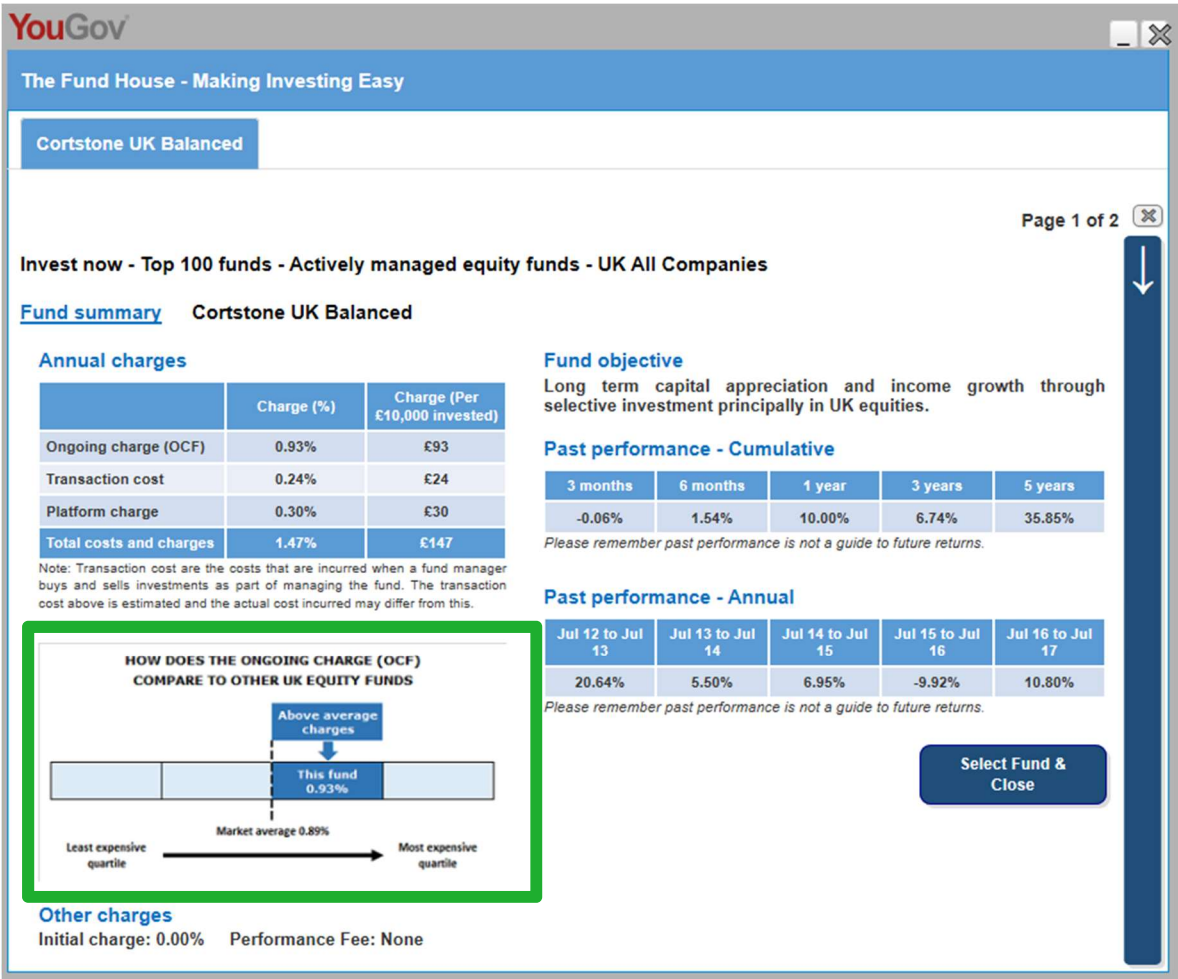 YouGov
The Fund House - Making Investing Easy
Cortstone UK Balanced
Page 1 of 2
Invest now - Top 100 funds - Actively managed equity funds - UK All Companies
Fund summary Cortstone UK Balanced
Annual charges
Charge (%) Charge (Per £10,000 invested)
Ongoing charge (OCF) 0.93% £93
Transaction cost 0.24% £24
Platform charge 0.30% £30
Total costs and charges 1.47% £147
Note: Transaction cost are the costs that are incurred when a fund manager
buys and sells investments as part of managing the fund. The transaction
cost above is estimated and the actual cost incurred may differ from this.
HOW DOES THE ONGOING CHARGE (OCF)
COMPARE TO OTHER UK EQUITY FUNDS
Above average
charges
This fund
0.93%
Market average 0.89%
Least expensive
quartile
Most expensive
quartile
Other charges
Initial charge: 0.00% Performance Fee: None
Fund objective
Long term capital appreciation and income growth through
selective investment principally in UK equities.
Past performance - Cumulative
3 months 6 months 1 year 3 years 5 years
-0.06% 1.54% 10.00% 6.74% 35.85%
Please remember past performance is not a guide to future returns.
Past performance - Annual
Jul 12 to Jul 13 Jul 13 to Jul 14 Jul 14 to Jul 15 Jul 15 to Jul 16 Jul 16 to Jul 17
20.64% 5.50% 6.95% -9.92% 10.80%
Please remember past performance is not a guide to future returns.
Select Fund &
Close